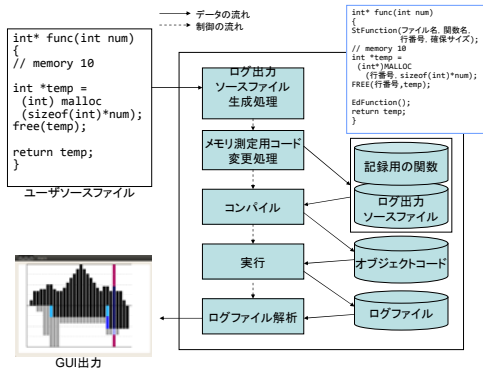 データの流れ
制御の流れ
int* func(int num)
{
// memory 10
int *temp =
(int) malloc
(sizeof(int)*num);
free(temp);
return temp;
}
ユーザソースファイル
int* func(int num)
{
StFunction(ファイル名，関数名，
行番号，確保サイズ);
// memory 10
int *temp =
(int*)MALLOC
(行番号，sizeof(int)*num);
FREE(行番号,temp);
EdFunction();
return temp;
}
ログ出力
ソースファイル
生成処理
メモリ測定用コード
変更処理
記録用の関数
ログ出力
ソースファイル
コンパイル
オブジェクトコード
実行
ログファイル
ログファイル解析
GUI出力